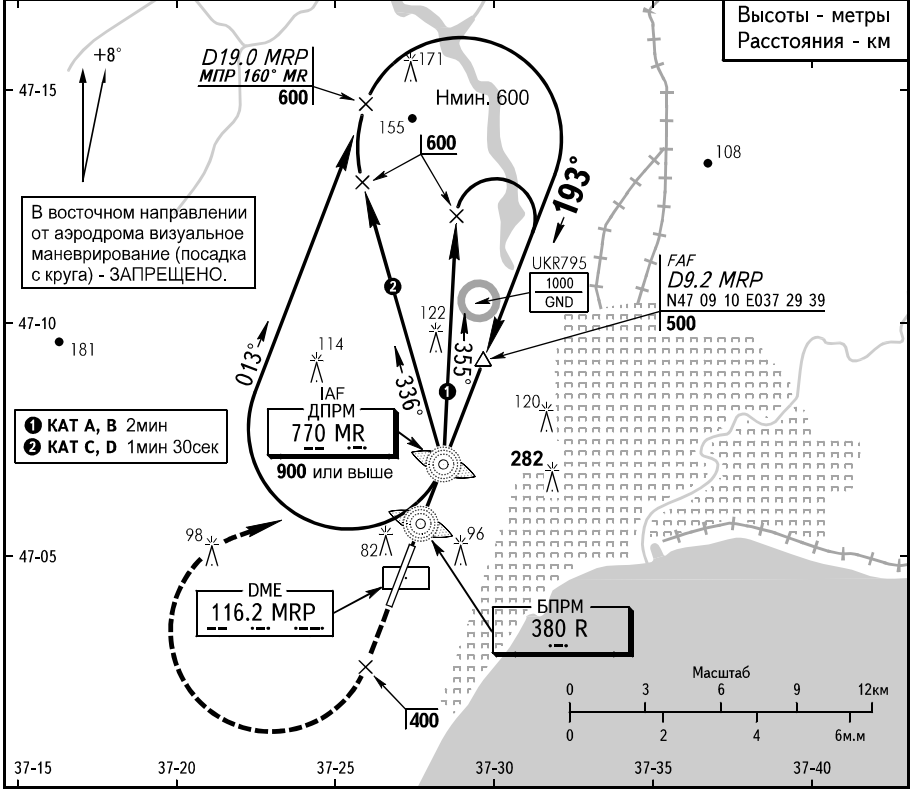 Высоты - метры
Расстояния - км
+8°
D19.0 MRP
МПР 160° MR
600
171
Нмин. 600
47-15
155
600
108
193°
В восточном направлении
от аэродрома визуальное
маневрирование (посадка
с круга) - ЗАПРЕЩЕНО.
UKR795
1000
GND
FAF
D9.2 MRP
N47 09 10 E037 29 39
500
47-10
122
181
114
013°
336°
355°
2
1
IAF
ДПРМ
770 MR
900 или выше
120
282
1 КАТ A, B 2мин
2 КАТ C, D 1мин 30сек
98
82
96
47-05
DME
116.2 MRP
БПРМ
380 R
400
Масштаб
0 3 6 9 12км
0 2 4 6м.м
37-15 37-20 37-25 37-30 37-35 37-40